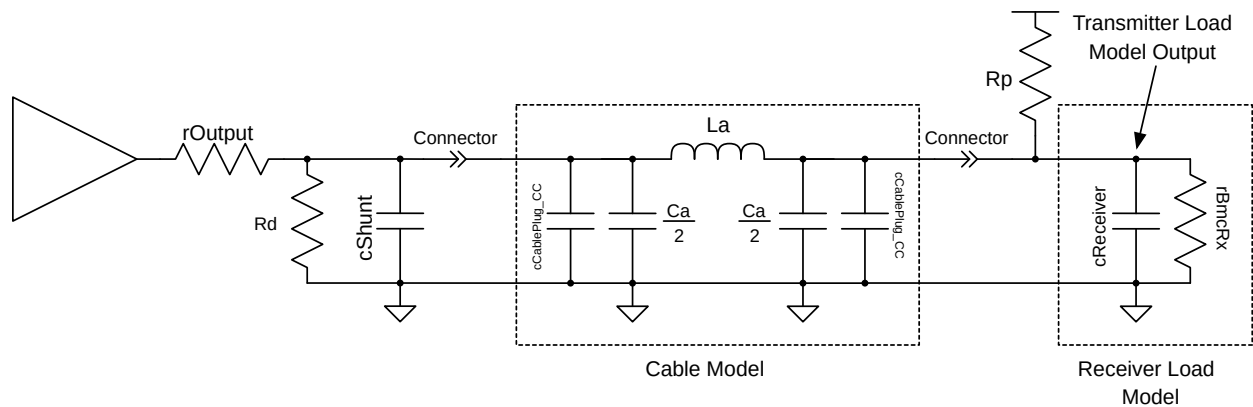 Transmitter Load
Model Output
Rp
rOutput
Connector
La
Connector
Rd
cShunt
cCablePlug_CC
Ca
2
Ca
2
cCablePlug_CC
cReceiver
rBmcRx
Cable Model
Receiver Load
Model